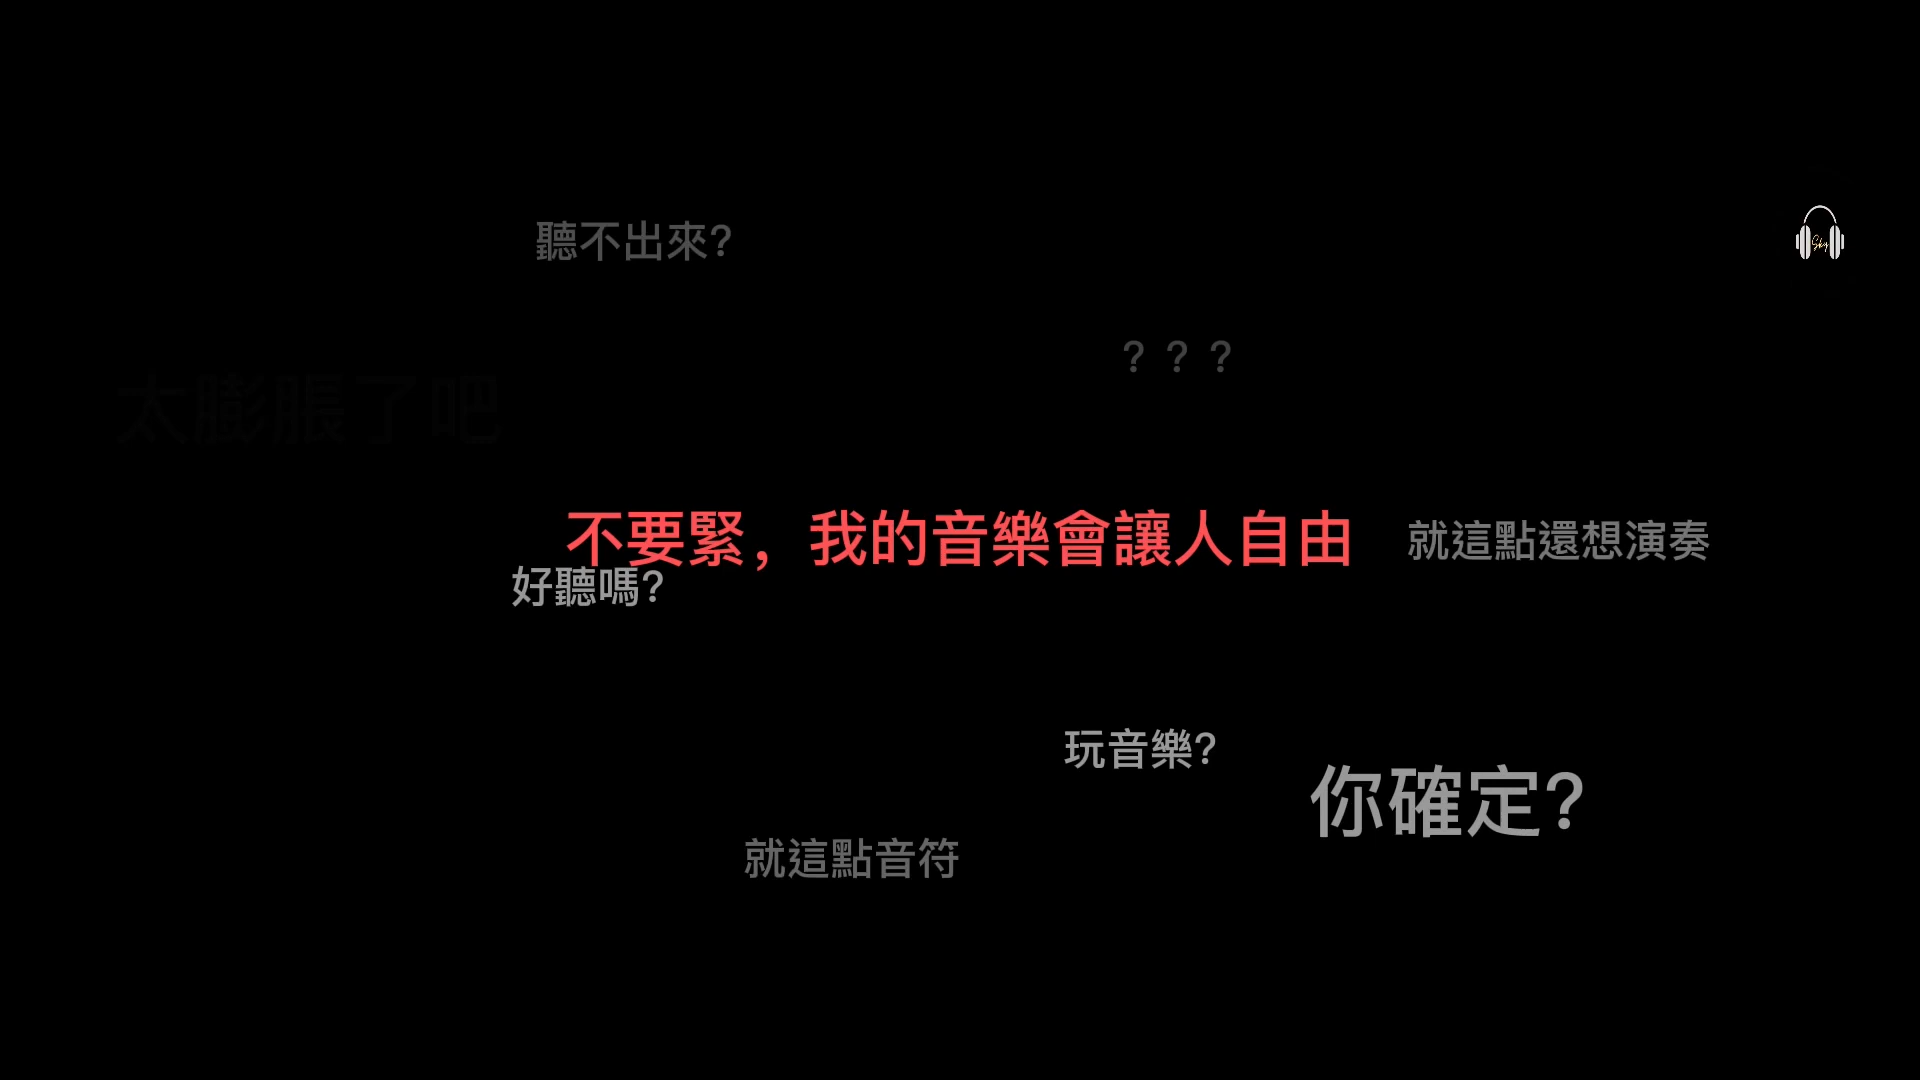 聽不出來?
Sky
? ? ?
太膨脹了吧
不要緊，我的音樂會讓人自由
就這點還想演奏
好聽嗎?
玩音樂?
你確定?
就這點音符